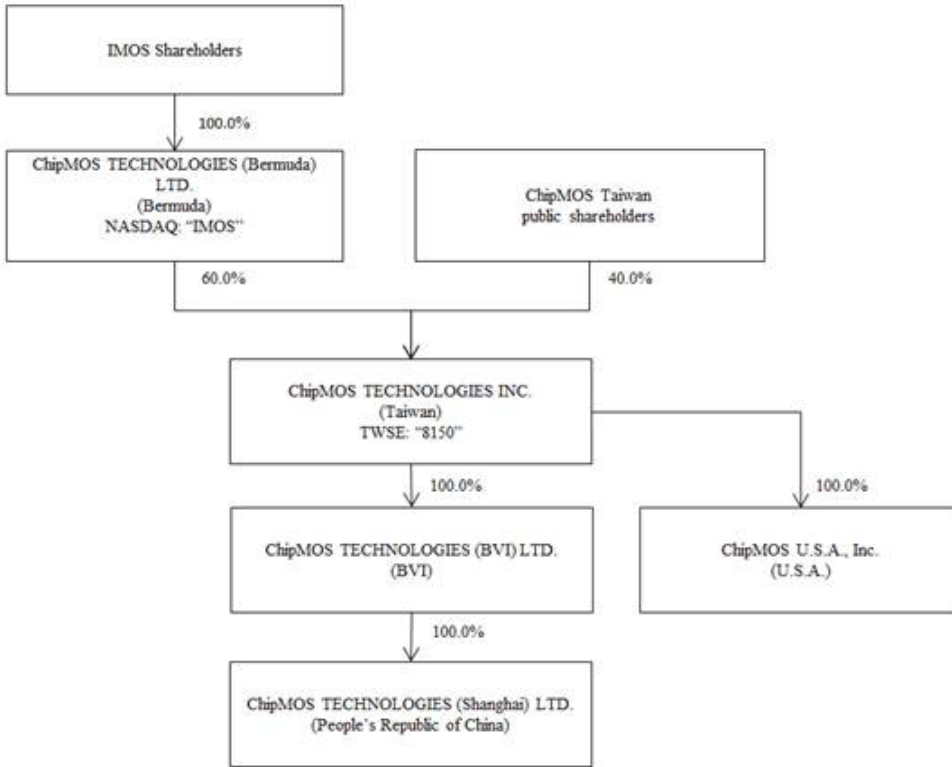 IMOS Shareholders
100.0%
ChipMOS TECHNOLOGIES (Bermuda)
LTD.
(Bermuda)
NASDAQ: “IMOS”
ChipMOS Taiwan
public shareholders
60.0%
40.0%
ChipMOS TECHNOLOGIES INC.
(Taiwan)
TWSE: “8150”
100.0%
100.0%
ChipMOS TECHNOLOGIES (BVI) LTD.
(BVI)
ChipMOS U.S.A., Inc.
(U.S.A.)
100.0%
ChipMOS TECHNOLOGIES (Shanghai) LTD.
(People’s Republic of China)